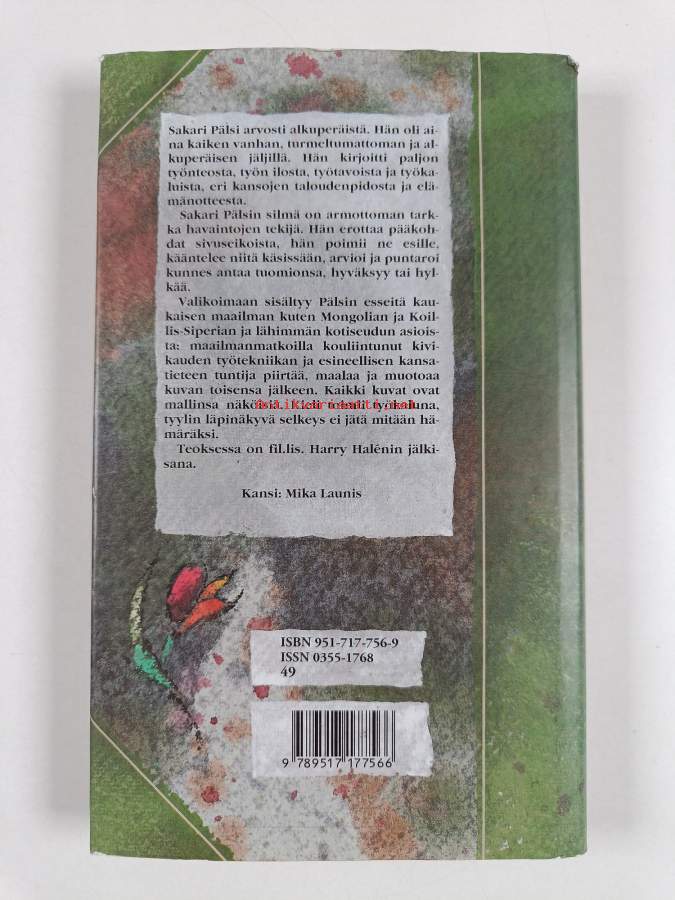 Sakari Pälsi arvosti alkuperäistä. Hän oli ai-
na kaiken vanhan, turmeltumattoman ja al-
kuperäisen jäljillä. Hän kirjoitti paljon
työnteosta, työn ilosta, työtavoista ja työka-
luista, eri kansojen taloudenpidosta ja elä-
mänotteesta.
Sakari Pälsin silmä on armottoman tark-
ka havaintojen tekijä. Hän erottaa pääkoh-
dat sivuseikoista, hän poimii ne esille,
kääntelee niitä käsissään, arvioi ja puntaroi
kunnes antaa tuomionsa, hyväksyy tai hyl-
kää.
Valikoimaan sisältyy Pälsin esseitä kau-
kaisen maailman kuten Mongolian ja Koil-
lis-Siperian ja lähimmän kotiseudun asiois-
ta: maailmanmatkoilla kouliintunut kivi-
kauden työtekniikan ja esineellisen kansa-
tieteen tuntija piirtää, maalaa ja muotoaa
kuvan toisensa jälkeen. Kaikki kuvat ovat
mallinsa näköisiä. Kieli toimii työkaluna,
tyylin läpinäkyvä selkeys ei jätä mitään hä-
märäksi.
Teoksessa on fil.lis. Harry Halénin jälki-
sana.
Kansi: Mika Launis
ISBN 951-717-756-9
ISSN 0355-1768
49
9 789517 177566